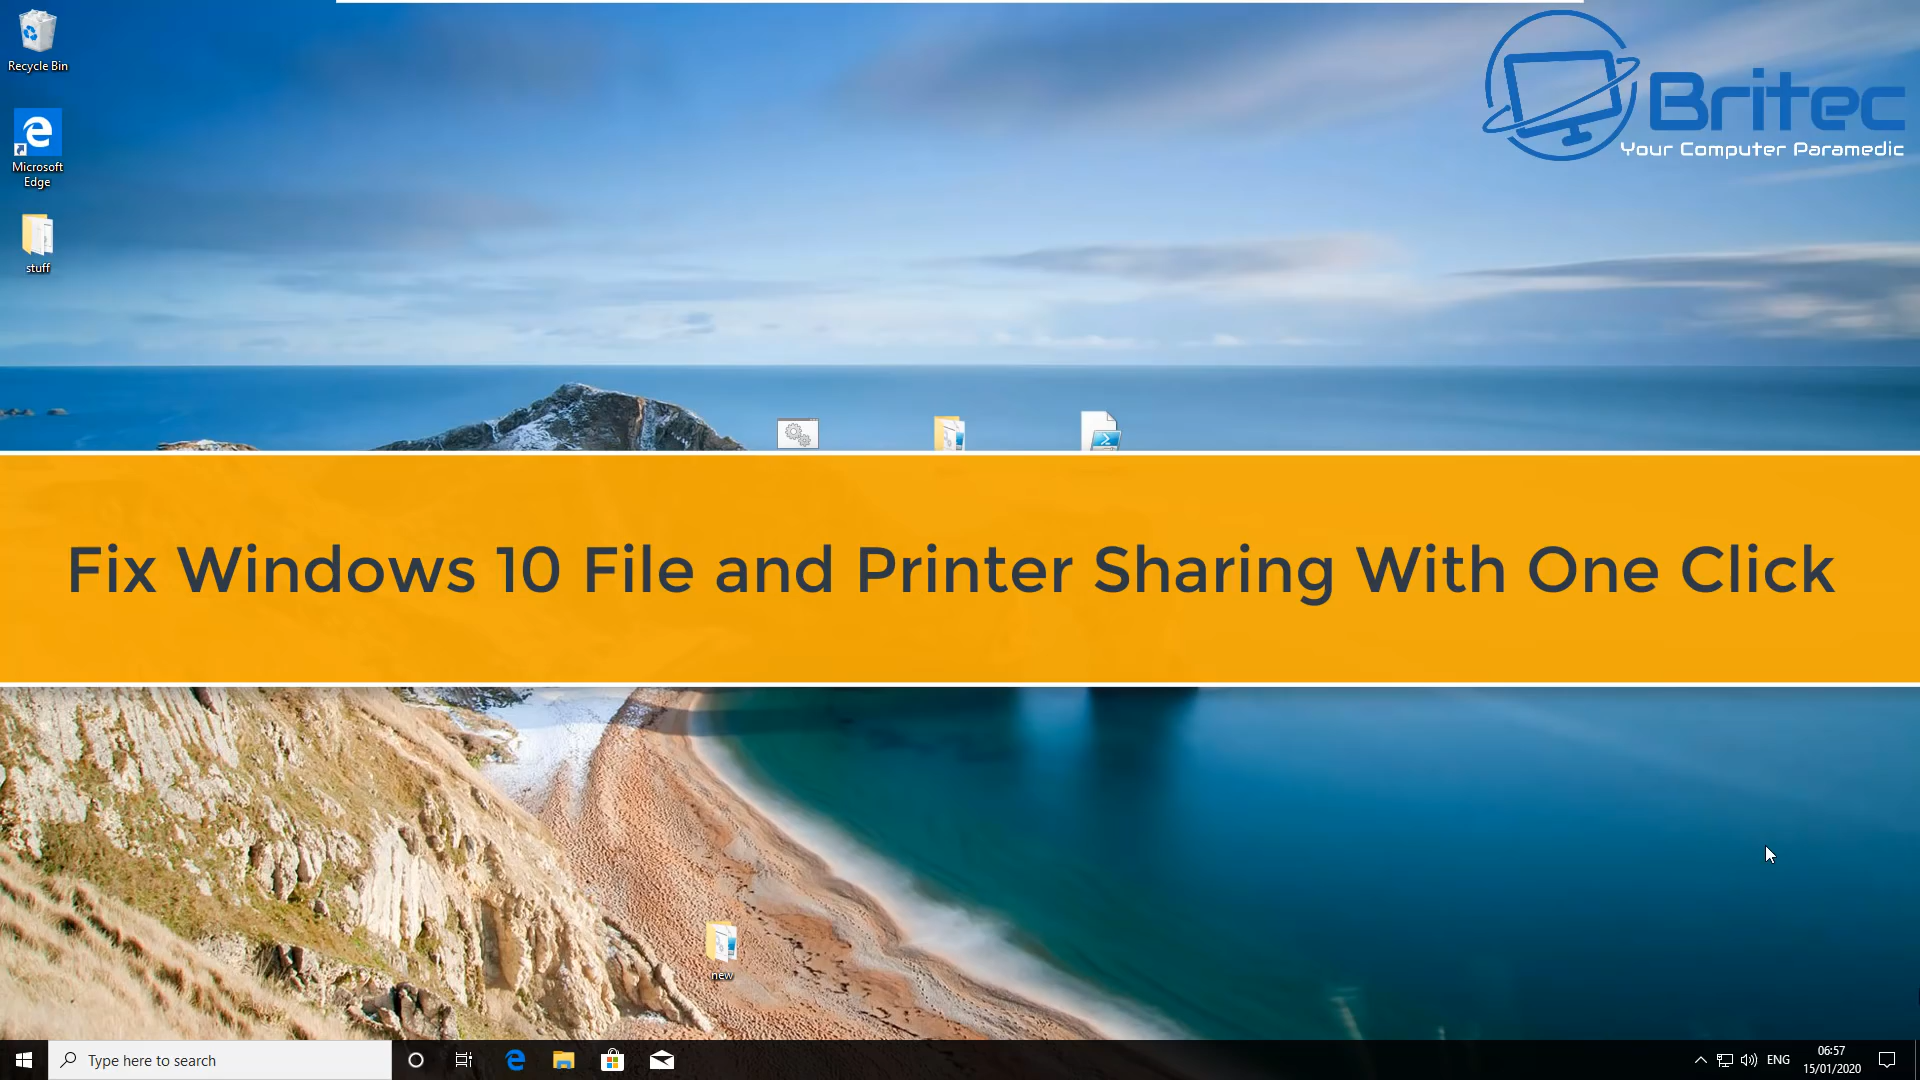 Recycle Bin
Britec
Your Computer Paramedic
Microsoft
Edge
stuff
Fix Windows 10 File and Printer Sharing With One Click
new
Type here to search
ENG
06:57
15/01/2020